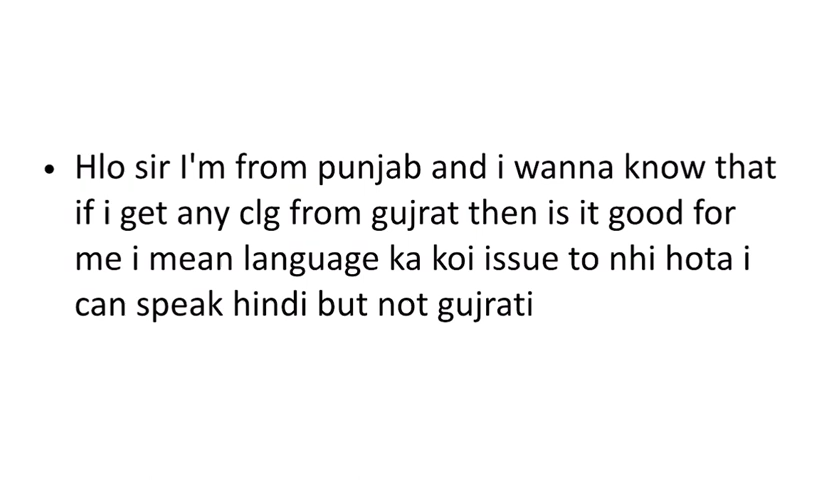 • Hlo sir I'm from punjab and i wanna know that
if i get any clg from gujrat then is it good for
me i mean language ka koi issue to nhi hota i
can speak hindi but not gujrati